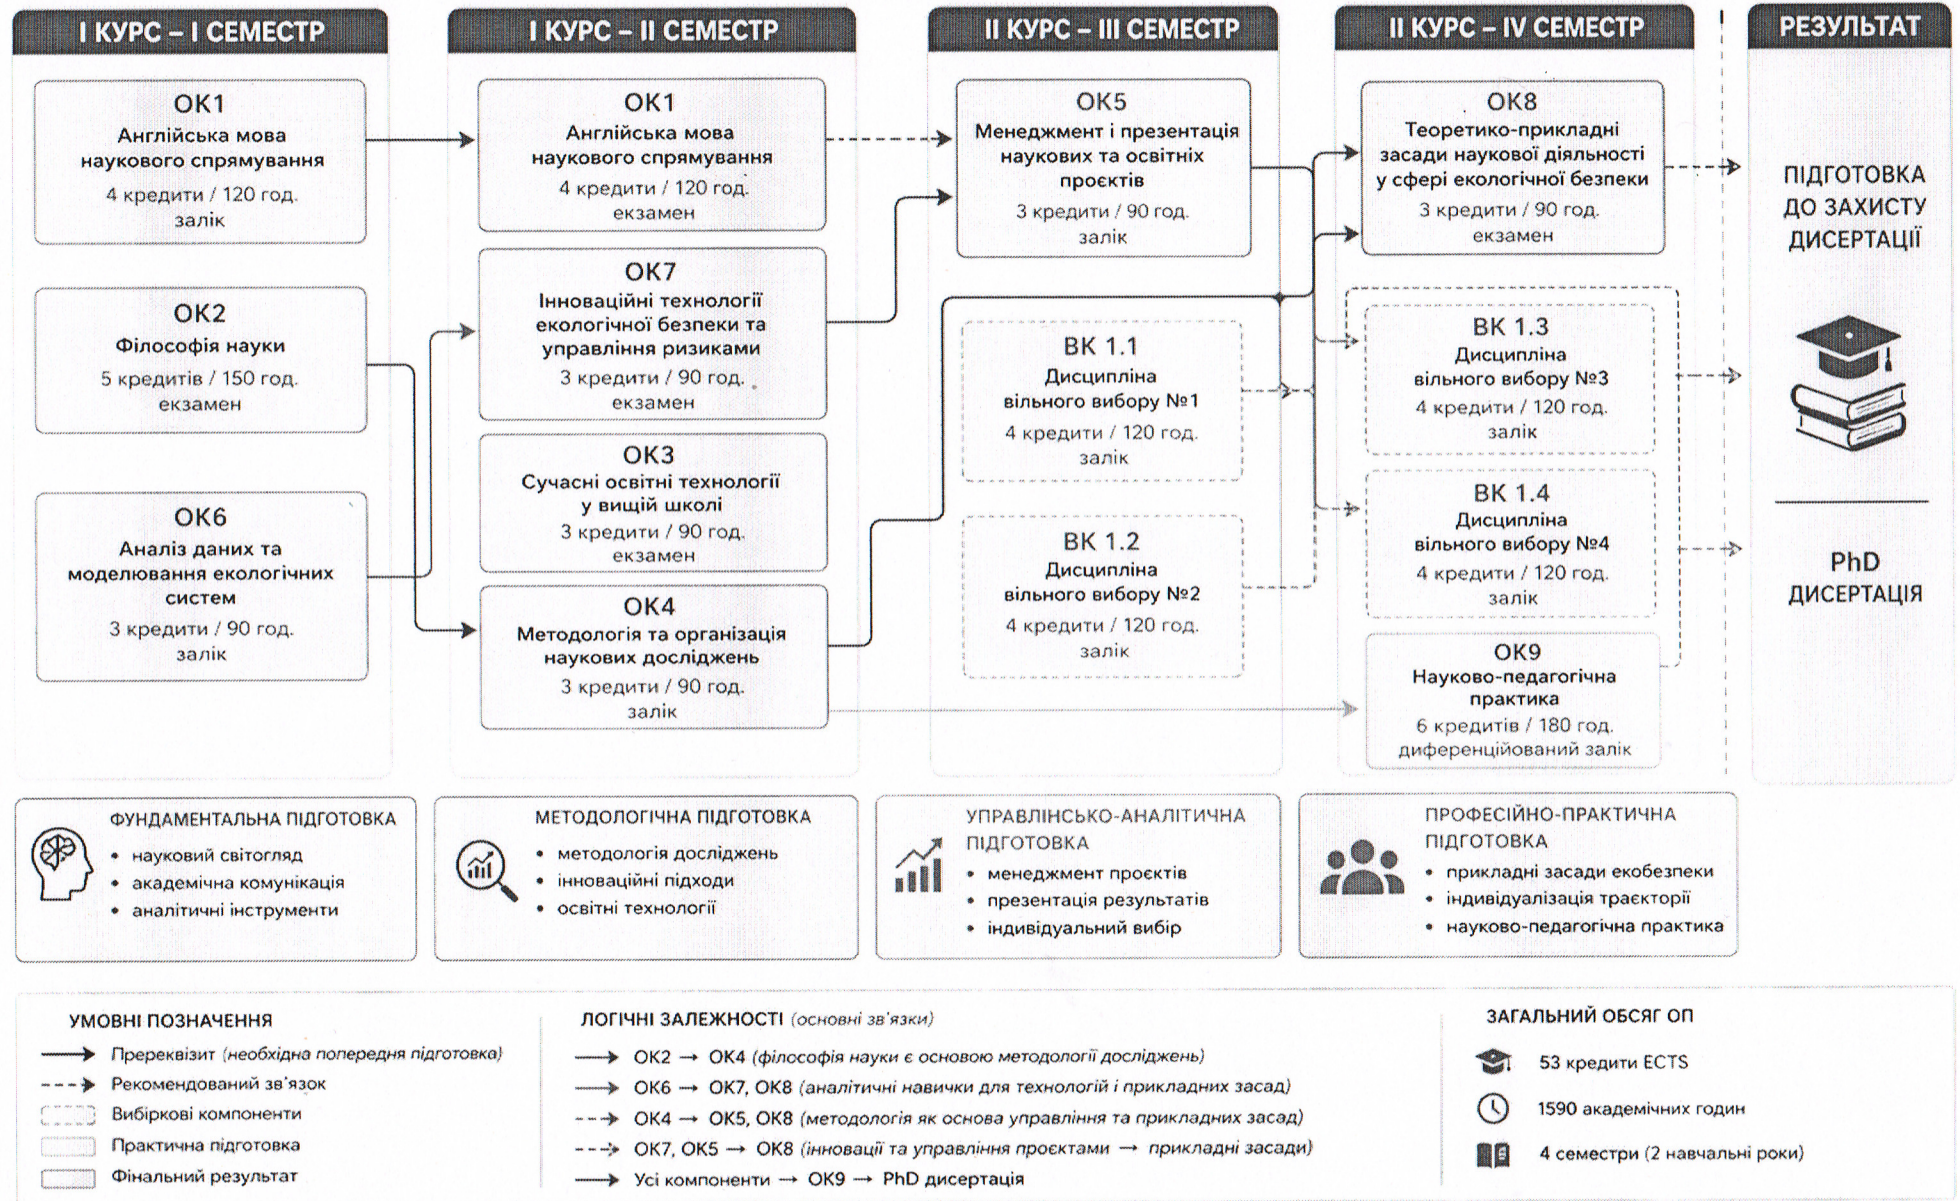 І КУРС – І СЕМЕСТР
ОК1
Англійська мова
наукового спрямування
4 кредити / 120 год.
залік
ОК2
Філософія науки
5 кредитів / 150 год.
екзамен
ОК6
Аналіз даних та
моделювання екологічних
систем
3 кредити / 90 год.
залік
І КУРС – ІІ СЕМЕСТР
ОК1
Англійська мова
наукового спрямування
4 кредити / 120 год.
екзамен
ОК7
Інноваційні технології
екологічної безпеки та
управління ризиками
3 кредити / 90 год.
екзамен
ОК3
Сучасні освітні технології
у вищій школі
3 кредити / 90 год.
екзамен
ОК4
Методологія та організація
наукових досліджень
3 кредити / 90 год.
залік
ІІ КУРС – ІІІ СЕМЕСТР
ОК5
Менеджмент і презентація
наукових та освітніх
проєктів
3 кредити / 90 год.
залік
ВК 1.1
Дисципліна
вільного вибору №1
4 кредити / 120 год.
залік
ВК 1.2
Дисципліна
вільного вибору №2
4 кредити / 120 год.
залік
ІІ КУРС – IV СЕМЕСТР
ОК8
Теоретико-прикладні
засади наукової діяльності
у сфері екологічної безпеки
3 кредити / 90 год.
екзамен
ВК 1.3
Дисципліна
вільного вибору №3
4 кредити / 120 год.
залік
ВК 1.4
Дисципліна
вільного вибору №4
4 кредити / 120 год.
залік
ОК9
Науково-педагогічна
практика
6 кредитів / 180 год.
диференційований залік
РЕЗУЛЬТАТ
ПІДГОТОВКА
ДО ЗАХИСТУ
ДИСЕРТАЦІЇ
PhD
ДИСЕРТАЦІЯ
ФУНДАМЕНТАЛЬНА ПІДГОТОВКА
• науковий світогляд
• академічна комунікація
• аналітичні інструменти
МЕТОДОЛОГІЧНА ПІДГОТОВКА
• методологія досліджень
• інноваційні підходи
• освітні технології
УПРАВЛІНСЬКО-АНАЛІТИЧНА
ПІДГОТОВКА
• менеджмент проєктів
• презентація результатів
• індивідуальний вибір
ПРОФЕСІЙНО-ПРАКТИЧНА
ПІДГОТОВКА
• прикладні засади екобезпеки
• індивідуалізація траєкторії
• науково-педагогічна практика
УМОВНІ ПОЗНАЧЕННЯ
Пререквізит (необхідна попередня підготовка)
Рекомендований зв'язок
Вибіркові компоненти
Практична підготовка
Фінальний результат
ЛОГІЧНІ ЗАЛЕЖНОСТІ (основні зв'язки)
ОК2 → ОК4 (філософія науки є основою методології досліджень)
ОК6 → ОК7, ОК8 (аналітичні навички для технологій і прикладних засад)
ОК4 → ОК5, ОК8 (методологія як основа управління та прикладних засад)
ОК7, ОК5 → ОК8 (інновації та управління проєктами → прикладні засади)
Усі компоненти → ОК9 → PhD дисертація
ЗАГАЛЬНИЙ ОБСЯГ ОП
53 кредити ECTS
1590 академічних годин
4 семестри (2 навчальні роки)